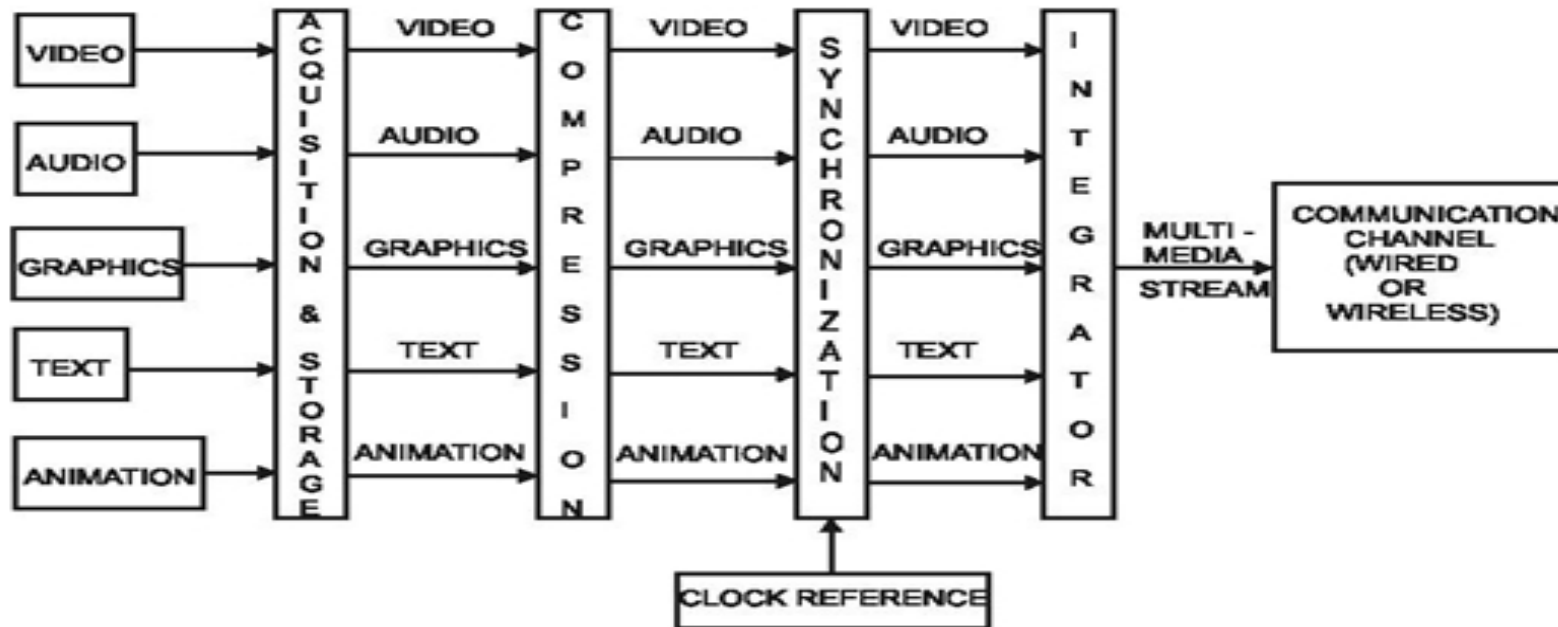 VIDEO
AUDIO
GRAPHICS
TEXT
ANIMATION
ACQUISITION & STORAGE
VIDEO
AUDIO
GRAPHICS
TEXT
ANIMATION
COMPRESSION
VIDEO
AUDIO
GRAPHICS
TEXT
ANIMATION
SYNCHRONIZATION
CLOCK REFERENCE
VIDEO
AUDIO
GRAPHICS
TEXT
ANIMATION
INTEGRATOR
MULTI -
MEDIA
STREAM
COMMUNICATION
CHANNEL
(WIRED
OR
WIRELESS)